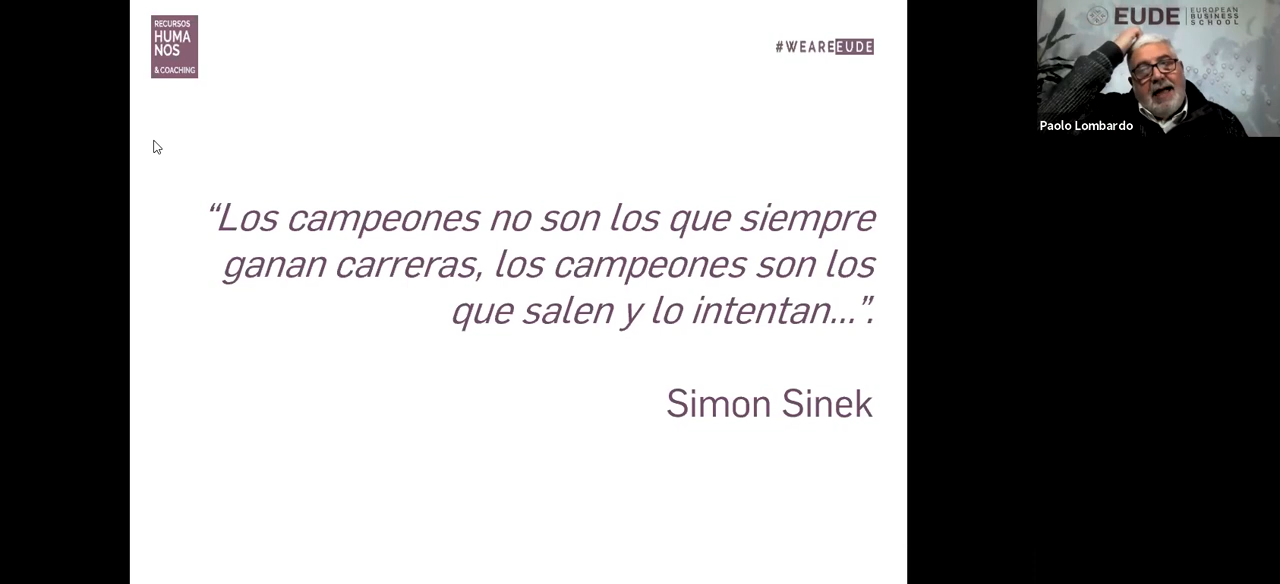 RECURSOS
HUMA
NOS
& COACHING
#WEAREEUDE
EUDE
EUROPEAN
BUSINESS
SCHOOL
Paolo Lombardo
“Los campeones no son los que siempre
ganan carreras, los campeones son los
que salen y lo intentan...”.
Simon Sinek